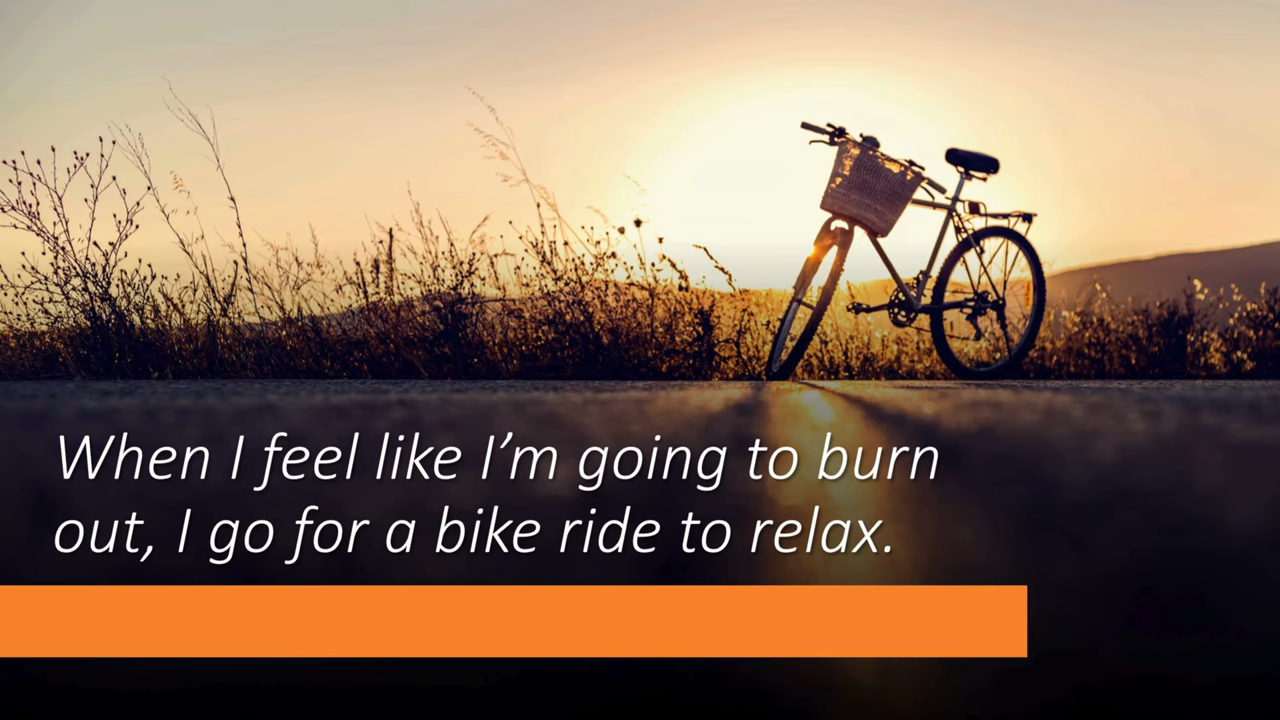 When I feel like I’m going to burn
out, I go for a bike ride to relax.